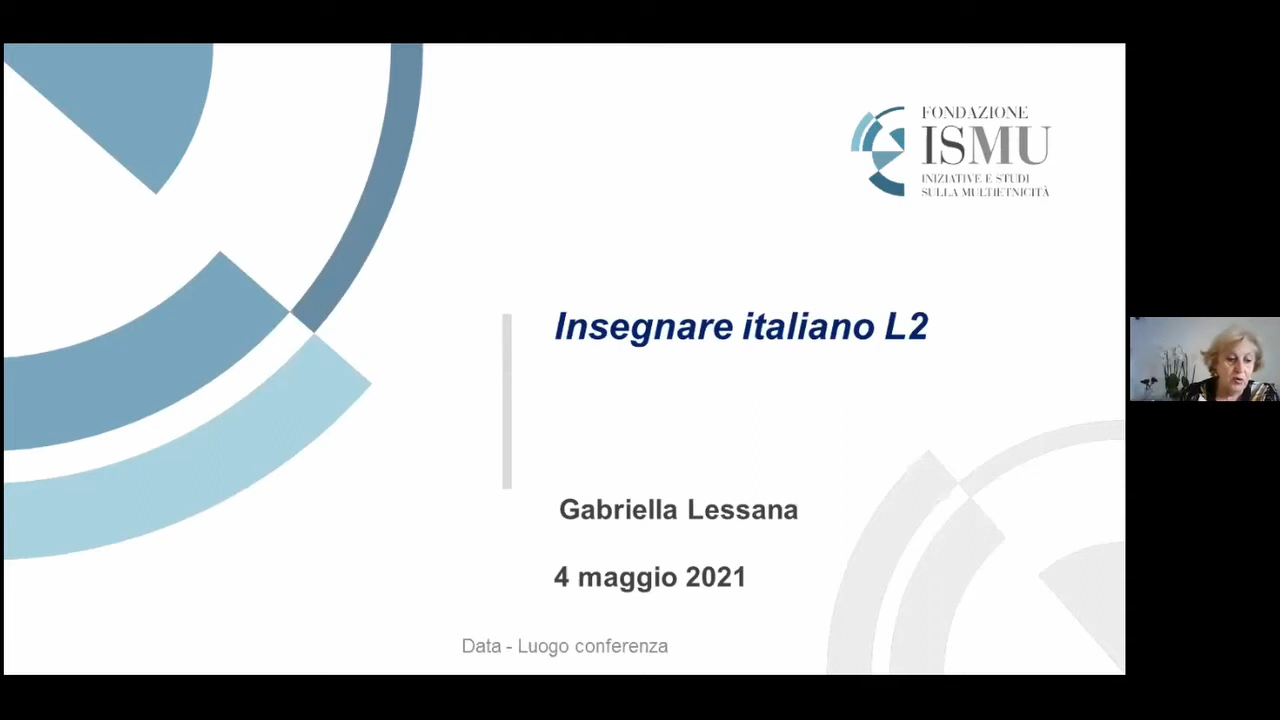 FONDAZIONE
ISMU
INIZIATIVE E STUDI
SULLA MULTIETNICITÀ
Insegnare italiano L2
Gabriella Lessana
4 maggio 2021
Data - Luogo conferenza